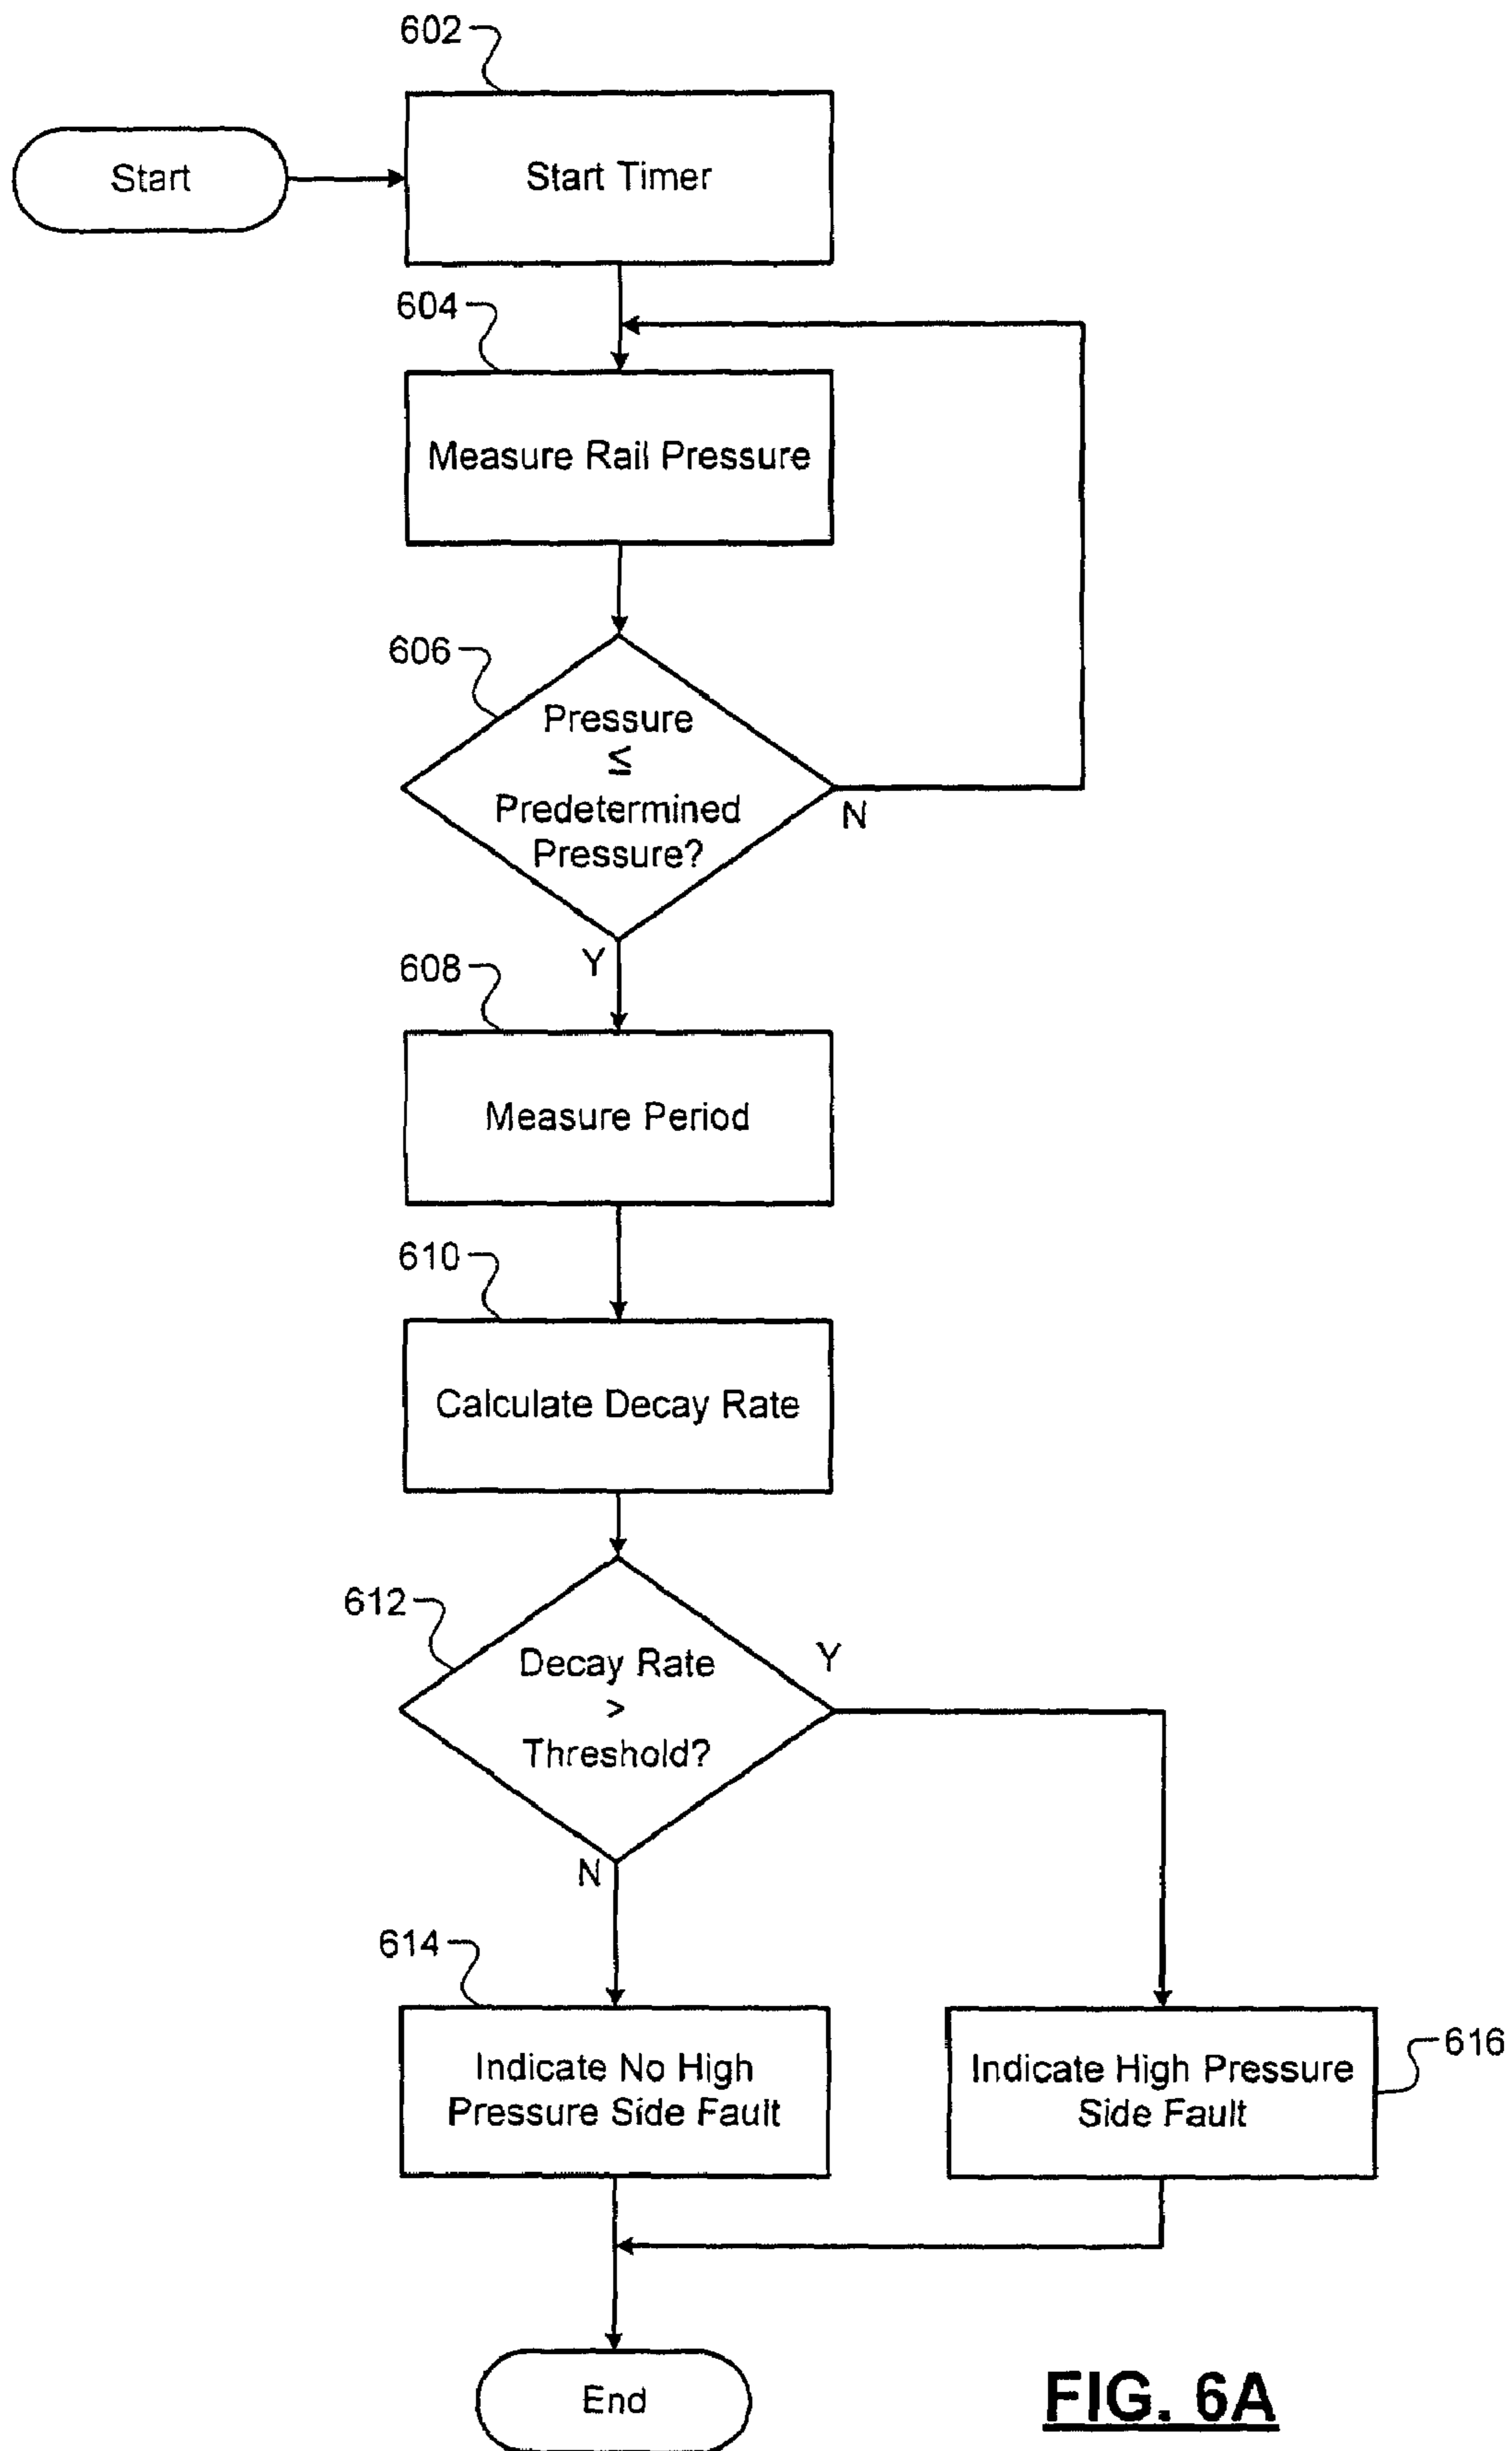 602
Start
Start Timer
604
Measure Rail Pressure
606
Pressure
≤
Predetermined
Pressure?
N
Y
608
Measure Period
610
Calculate Decay Rate
612
Decay Rate
>
Threshold?
Y
N
614
Indicate No High
Pressure Side Fault
Indicate High Pressure
Side Fault
616
End
FIG. 6A